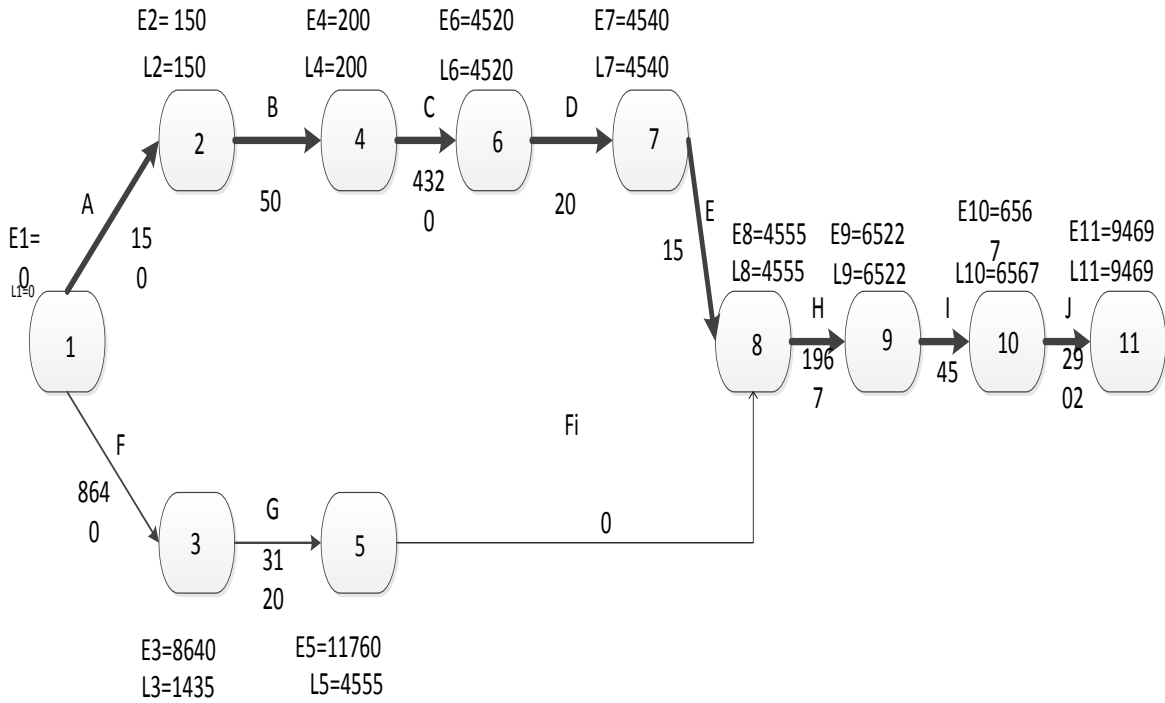 E2= 150
L2=150
E4=200
L4=200
E6=4520
L6=4520
E7=4540
L7=4540
B
C
D
2
4
6
7
50
432
0
20
A
15
0
E
15
E1=
0
L1=0
E8=4555
L8=4555
E9=6522
L9=6522
E10=656
7
L10=6567
E11=9469
L11=9469
1
H
I
J
8
9
10
11
196
7
45
29
02
F
864
0
Fi
G
0
3
5
31
20
E3=8640
L3=1435
E5=11760
L5=4555